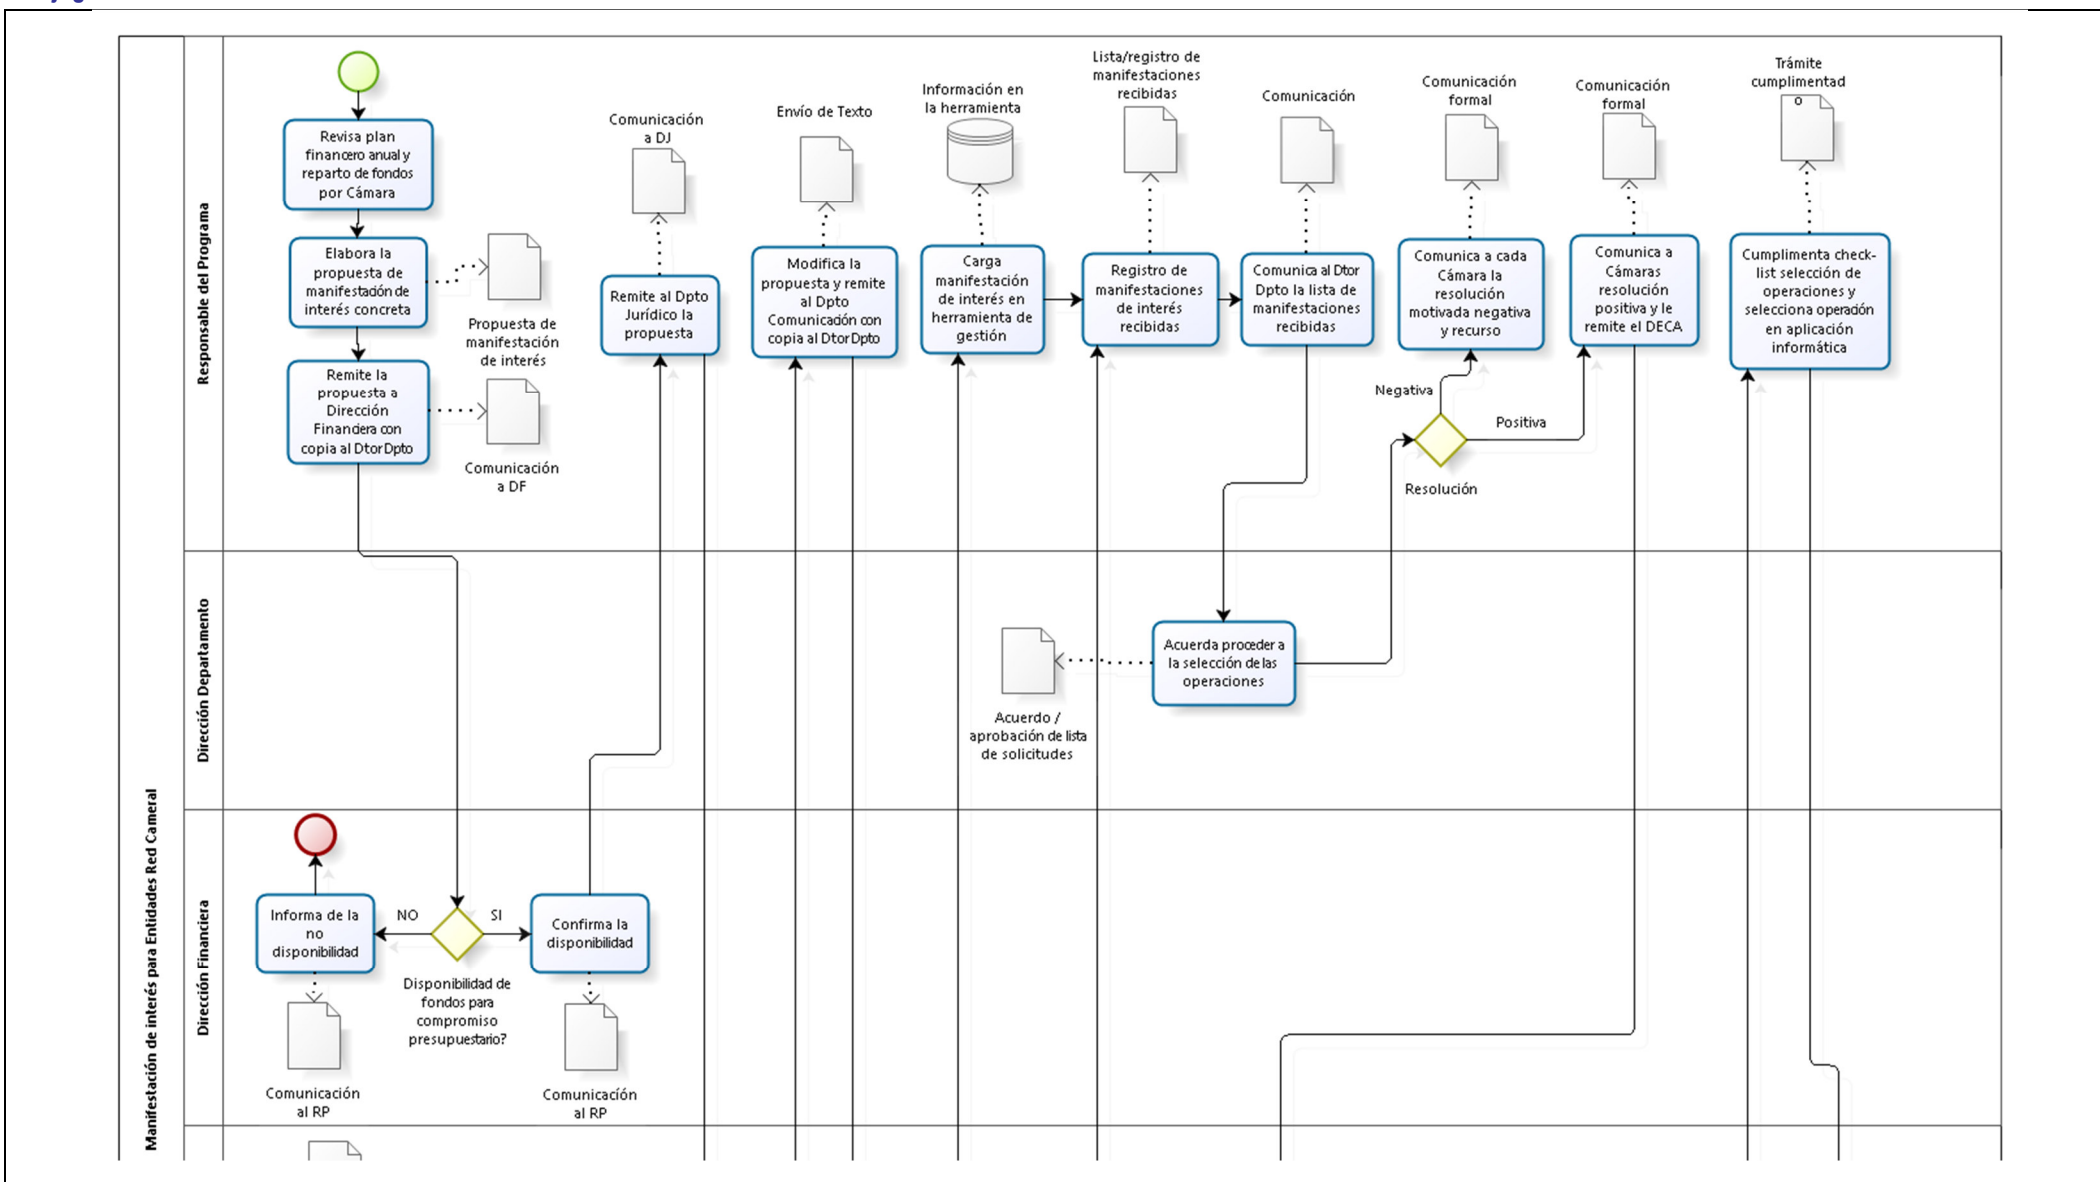 Manifestación de interés para Entidades Red Cameral
Responsable del Programa
Revisa plan
financero anual y
reparto de fondos
por Cámara
Elabora la
propuesta de
manifestación de
interés concreta
Propuesta de
manifestación
de interés
Remite la
propuesta a
Dirección
Financiera con
copia al Dtor Dpto
Comunicación
a DF
Comunicación
a DJ
Remite al Dpto
Jurídico la
propuesta
Envío de Texto
Modifica la
propuesta y remite
al Dpto
Comunicación con
copia al Dtor Dpto
Información en
la herramienta
Carga
manifestación
de interés en
herramienta de
gestión
Lista/registro de
manifestaciones
recibidas
Registro de
manifestaciones
de interés
recibidas
Comunicación
Comunica al Dtor
Dpto la lista de
manifestaciones
recibidas
Comunicación
formal
Comunica a cada
Cámara la
resolución
motivada negativa
y recurso
Comunicación
formal
Comunica a
Cámaras
resolución
positiva y le
remite el DECA
Trámite
cumplimentad
o
Cumplimenta check-
list selección de
operaciones y
selecciona operación
en aplicación
informática
Negativa
Positiva
Resolución
Dirección Departamento
Acuerda proceder a
la selección de las
operaciones
Acuerdo /
aprobación de lista
de solicitudes
Dirección Financiera
Informa de la
no
disponibilidad
NO
SI
Confirma la
disponibilidad
Disponibilidad de
fondos para
compromiso
presupuestario?
Comunicación
al RP
Comunicacíón
al RP